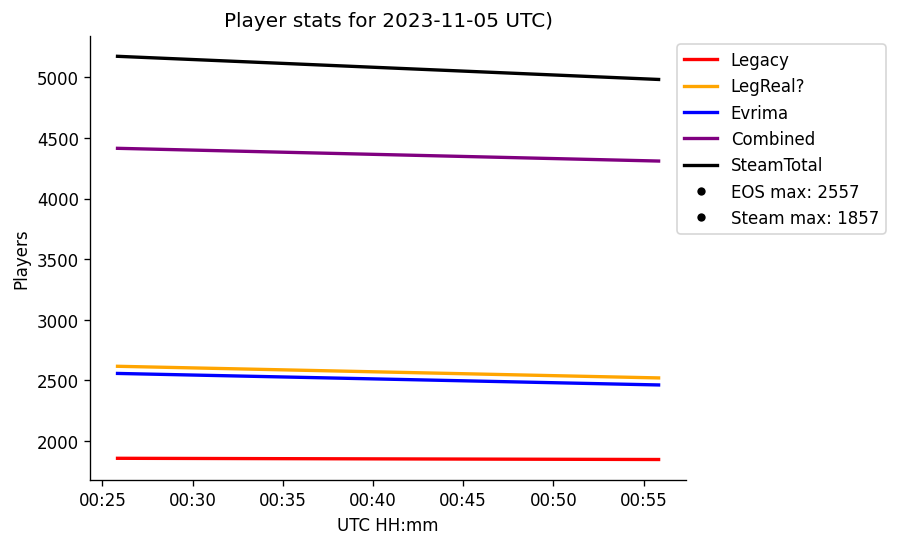 Player stats for 2023-11-05 UTC)
Legacy
LegReal?
Evrima
Combined
SteamTotal
EOS max: 2557
Steam max: 1857
Players
5000
4500
4000
3500
3000
2500
2000
00:25 00:30 00:35 00:40 00:45 00:50 00:55
UTC HH:mm